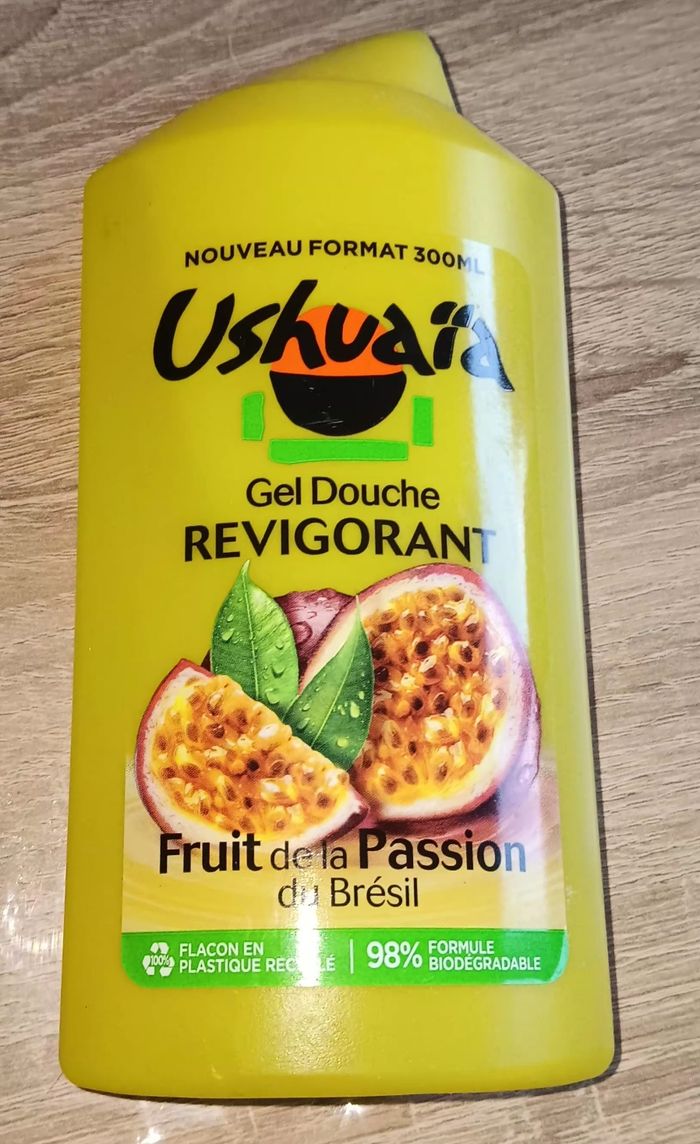 NOUVEAU FORMAT 300ML
Ushuaïa
Gel Douche
REVIGORANT
Fruit de la Passion
du Brésil
100%
FLACON EN
PLASTIQUE RECYCLÉ
98%
FORMULE
BIODÉGRADABLE